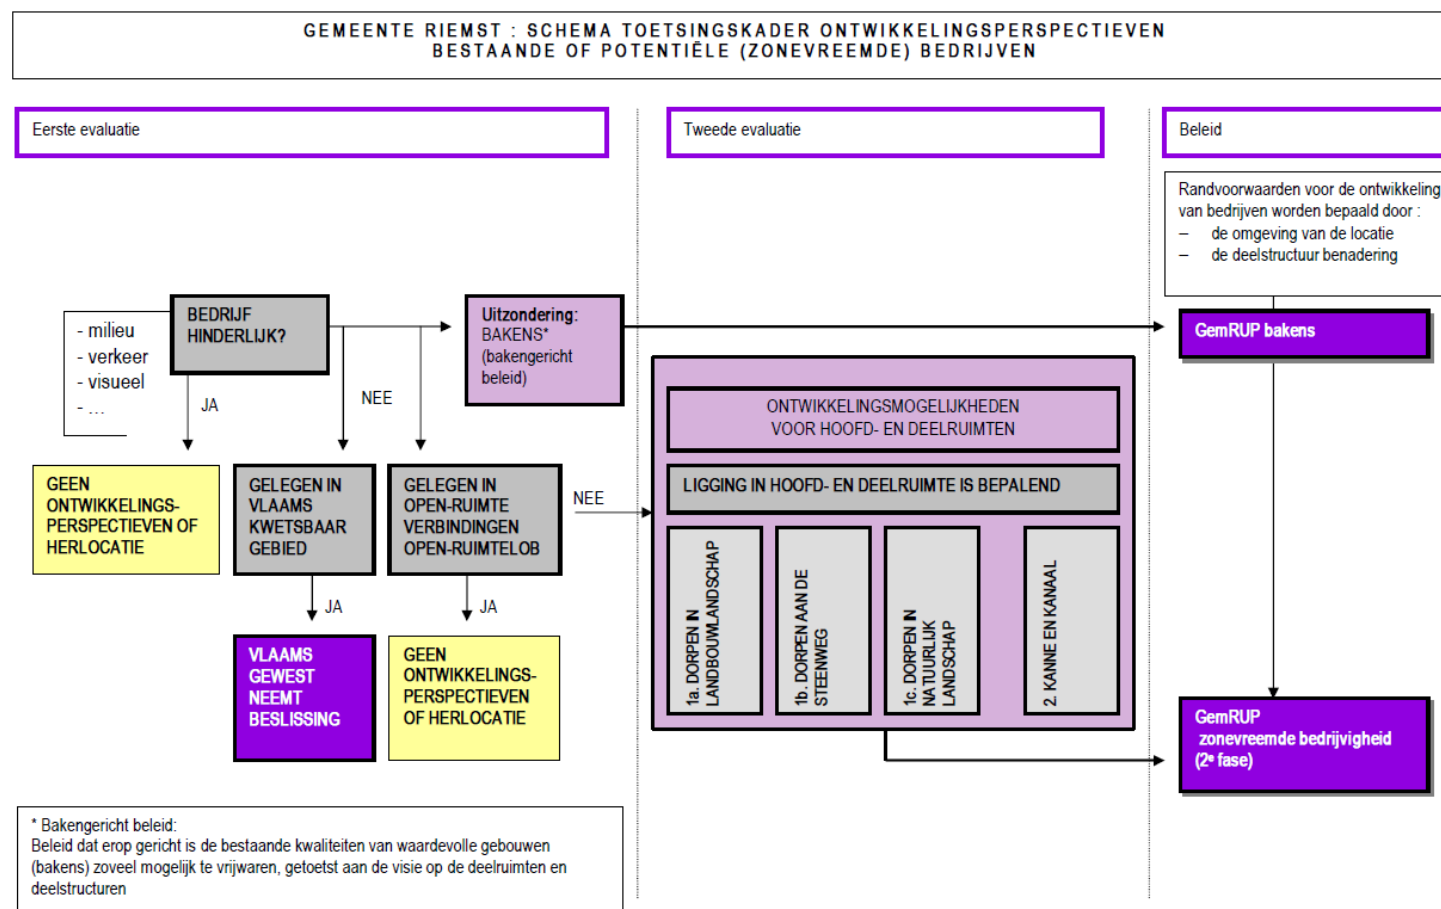 GEMEENTE RIEMST : SCHEMA TOETSINGSKADER ONTWIKKELINGSPERSPECTIEVEN
BESTAANDE OF POTENTIËLE (ZONEVREEMDE) BEDRIJVEN
Eerste evaluatie
Tweede evaluatie
Beleid
Randvoorwaarden voor de ontwikkeling
van bedrijven worden bepaald door :
– de omgeving van de locatie
– de deelstructuur benadering
- milieu
- verkeer
- visueel
- ...
BEDRIJF
HINDERLIJK?
JA
NEE
Uitzondering:
BAKENS*
(bakengericht
beleid)
GemRUP bakens
ONTWIKKELINGSMOGELIJKHEDEN
VOOR HOOFD- EN DEELRUIMTEN
LIGGING IN HOOFD- EN DEELRUIMTE IS BEPALEND
GEEN
ONTWIKKELINGS-
PERSPECTIEVEN OF
HERLOCATIE
GELEGEN IN
VLAAMS
KWETSBAAR
GEBIED
GELEGEN IN
OPEN-RUIMTE
VERBINDINGEN
OPEN-RUIMTELOB
NEE
1a. DORPEN IN
LANDBOUWLANDSCHAP
1b. DORPEN AAN DE
STEENWEG
1c. DORPEN IN
NATUURLIJK
LANDSCHAP
2. KANNE EN KANAAL
JA
JA
VLAAMS
GEWEST
NEEMT
BESLISSING
GEEN
ONTWIKKELINGS-
PERSPECTIEVEN
OF HERLOCATIE
GemRUP
zonevreemde bedrijvigheid
(2e fase)
* Bakengericht beleid:
Beleid dat erop gericht is de bestaande kwaliteiten van waardevolle gebouwen
(bakens) zoveel mogelijk te vrijwaren, getoetst aan de visie op de deelruimten en
deelstructuren